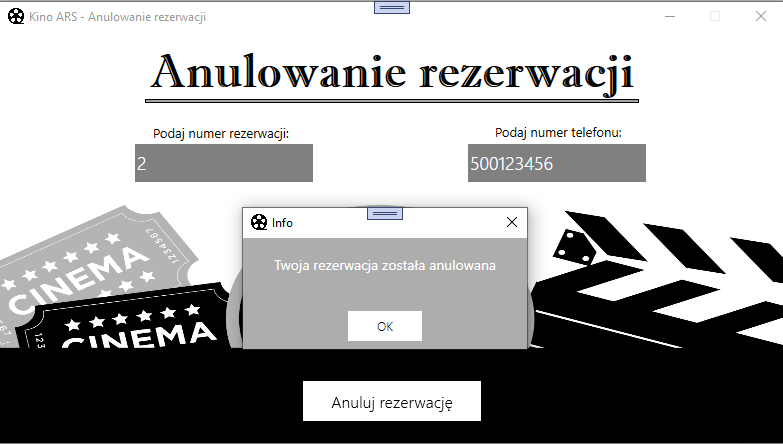 Kino ARS - Anulowanie rezerwacji
Anulowanie rezerwacji
Podaj numer rezerwacji:
Podaj numer telefonu:
2
500123456
Info
Twoja rezerwacja została anulowana
OK
1234567
CINEMA
CINEMA
Anuluj rezerwację